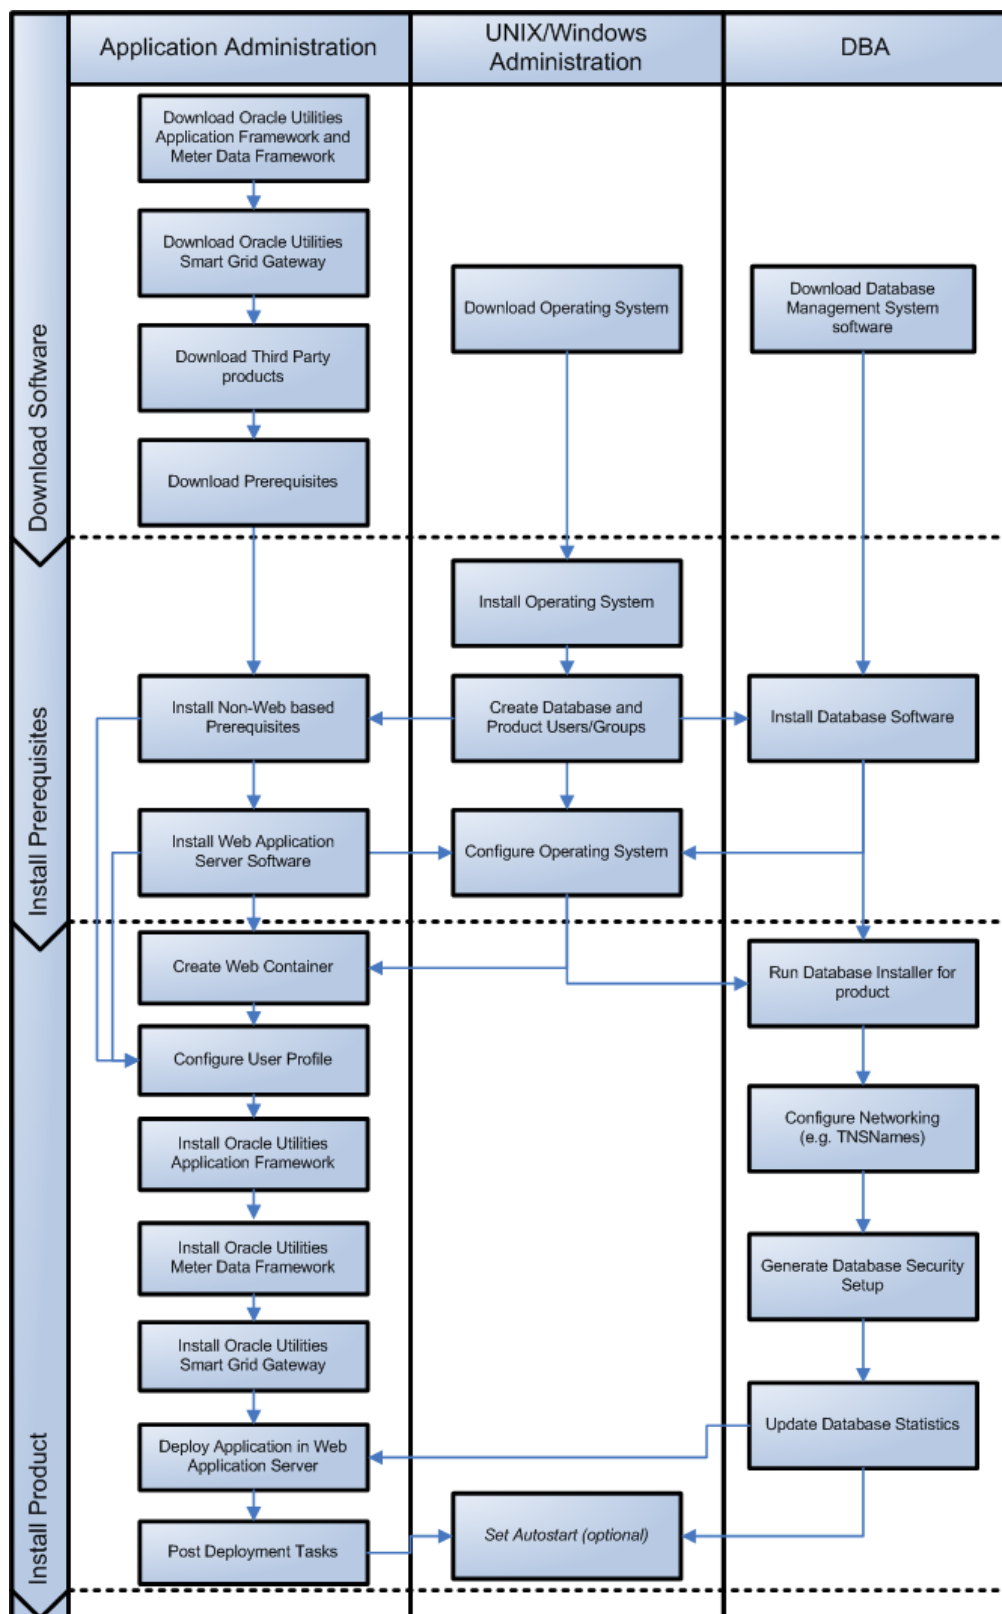 Application Administration
UNIX/Windows
Administration
DBA
Download Software
Download Oracle Utilities
Application Framework and
Meter Data Framework
Download Oracle Utilities
Smart Grid Gateway
Download Third Party
products
Download Prerequisites
Download Operating System
Download Database
Management System
software
Install Prerequisites
Install Operating System
Install Non-Web based
Prerequisites
Create Database and
Product Users/Groups
Install Database Software
Install Web Application
Server Software
Configure Operating System
Install Product
Create Web Container
Run Database Installer for
product
Configure User Profile
Configure Networking
(e.g. TNSNames)
Install Oracle Utilities
Application Framework
Install Oracle Utilities
Meter Data Framework
Generate Database Security
Setup
Install Oracle Utilities
Smart Grid Gateway
Update Database Statistics
Deploy Application in Web
Application Server
Post Deployment Tasks
Set Autostart (optional)